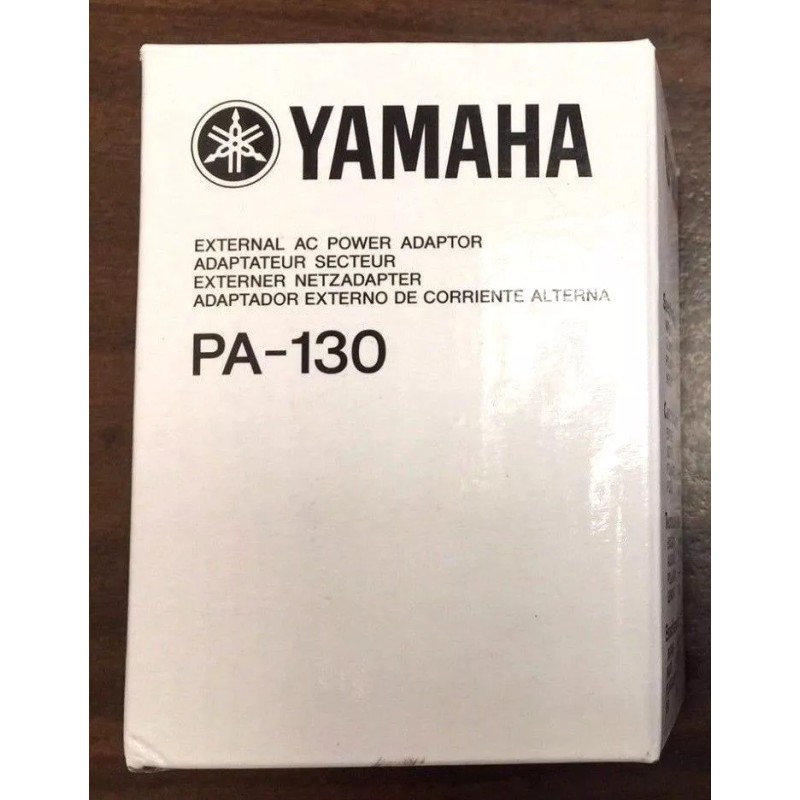 YAMAHA
EXTERNAL AC POWER ADAPTOR
ADAPTATEUR SECTEUR
EXTERNER NETZADAPTER
ADAPTADOR EXTERNO DE CORRIENTE ALTERNA
PA-130